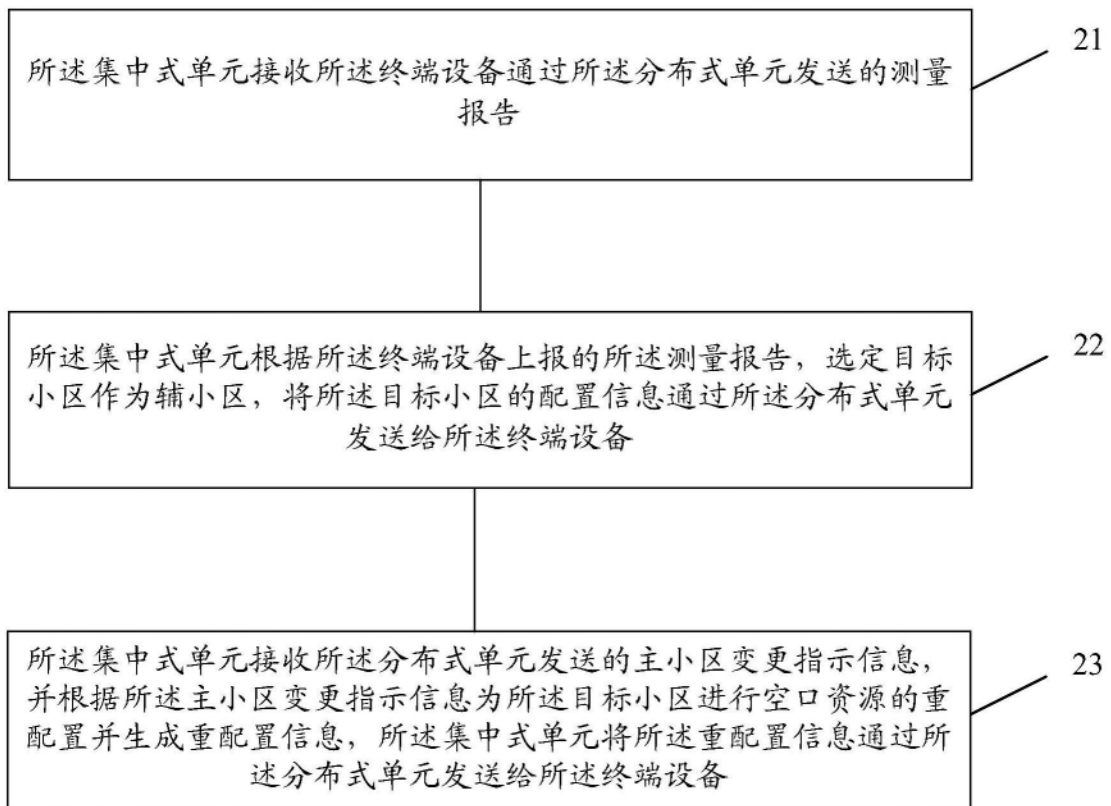 所述集中式单元接收所述终端设备通过所述分布式单元发送的测量
报告
21
所述集中式单元根据所述终端设备上报的所述测量报告，选定目标
小区作为辅小区，将所述目标小区的配置信息通过所述分布式单元
发送给所述终端设备
22
所述集中式单元接收所述分布式单元发送的主小区变更指示信息，
并根据所述主小区变更指示信息为所述目标小区进行空口资源的重
配置并生成重配置信息，所述集中式单元将所述重配置信息通过所
述分布式单元发送给所述终端设备
23